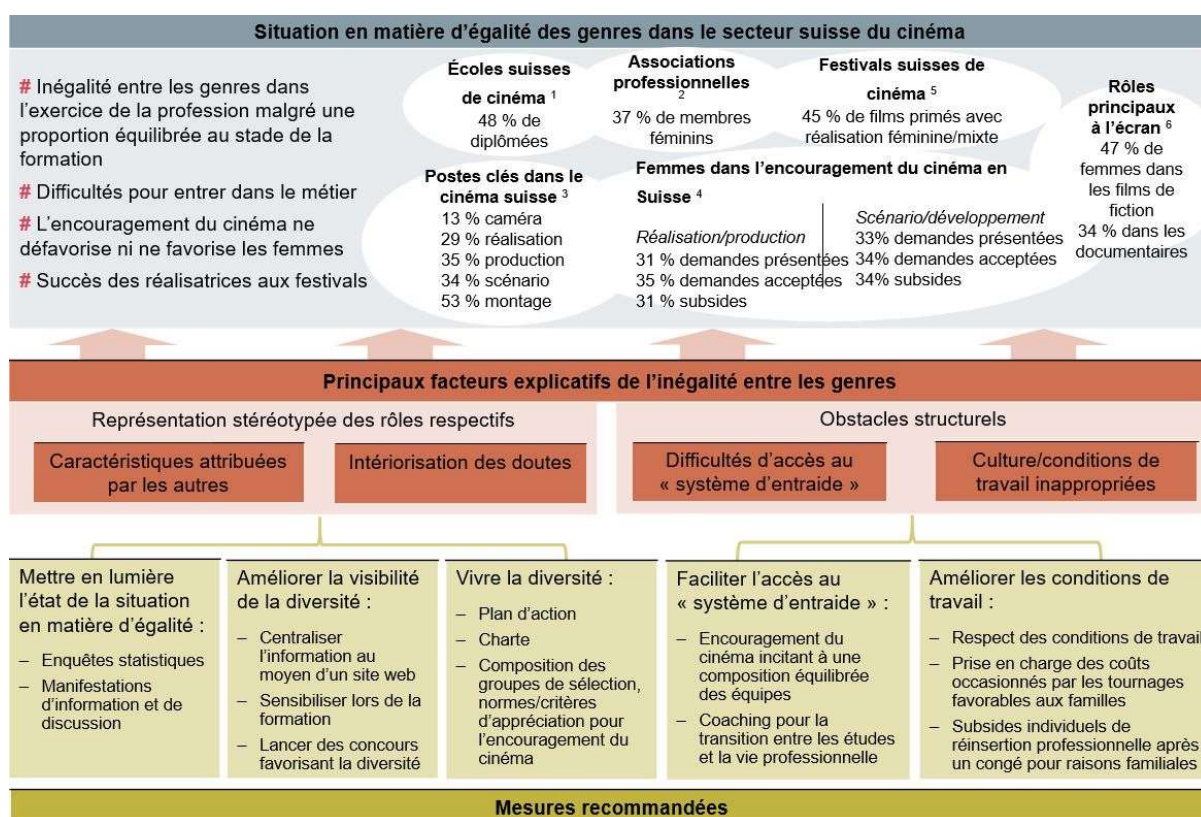 Situation en matière d'égalité des genres dans le secteur suisse du cinéma
# Inégalité entre les genres dans
l'exercice de la profession malgré une
proportion équilibrée au stade de la
formation
# Difficultés pour entrer dans le métier
# L'encouragement du cinéma ne
défavorise ni ne favorise les femmes
# Succès des réalisatrices aux festivals
Écoles suisses
de cinéma 1
48 % de
diplômées
Associations
professionnelles
2
37 % de membres
féminins
Festivals suisses de
cinéma 5
45 % de films primés avec
réalisation féminine/mixte
Rôles
principaux
à l'écran 6
47 % de
femmes dans
les films de
fiction
34 % dans les
documentaires
Postes clés dans le
cinéma suisse 3
13 % caméra
29 % réalisation
35 % production
34 % scénario
53 % montage
Femmes dans l'encouragement du cinéma en
Suisse 4
Réalisation/production
31 % demandes présentées
35 % demandes acceptées
31 % subsides
Scénario/développement
33% demandes présentées
34% demandes acceptées
34% subsides
Principaux facteurs explicatifs de l'inégalité entre les genres
Représentation stéréotypée des rôles respectifs
Caractéristiques attribuées
par les autres
Intériorisation des doutes
Obstacles structurels
Difficultés d'accès au
« système d'entraide »
Culture/conditions de
travail inappropriées
Mettre en lumière
l'état de la situation
en matière d'égalité :
– Enquêtes statistiques
– Manifestations
d'information et de
discussion
Améliorer la visibilité
de la diversité :
– Centraliser
l'information au
moyen d'un site web
– Sensibiliser lors de la
formation
– Lancer des concours
favorisant la diversité
Vivre la diversité :
– Plan d'action
– Charte
– Composition des
groupes de sélection,
normes/critères
d'appréciation pour
l'encouragement du
cinéma
Faciliter l'accès au
« système d'entraide » :
– Encouragement du
cinéma incitant à une
composition équilibrée
des équipes
– Coaching pour la
transition entre les études
et la vie professionnelle
Améliorer les conditions de
travail :
– Respect des conditions de travail
– Prise en charge des coûts
occasionnés par les tournages
favorables aux familles
– Subsides individuels de
réinsertion professionnelle après
un congé pour raisons familiales
Mesures recommandées